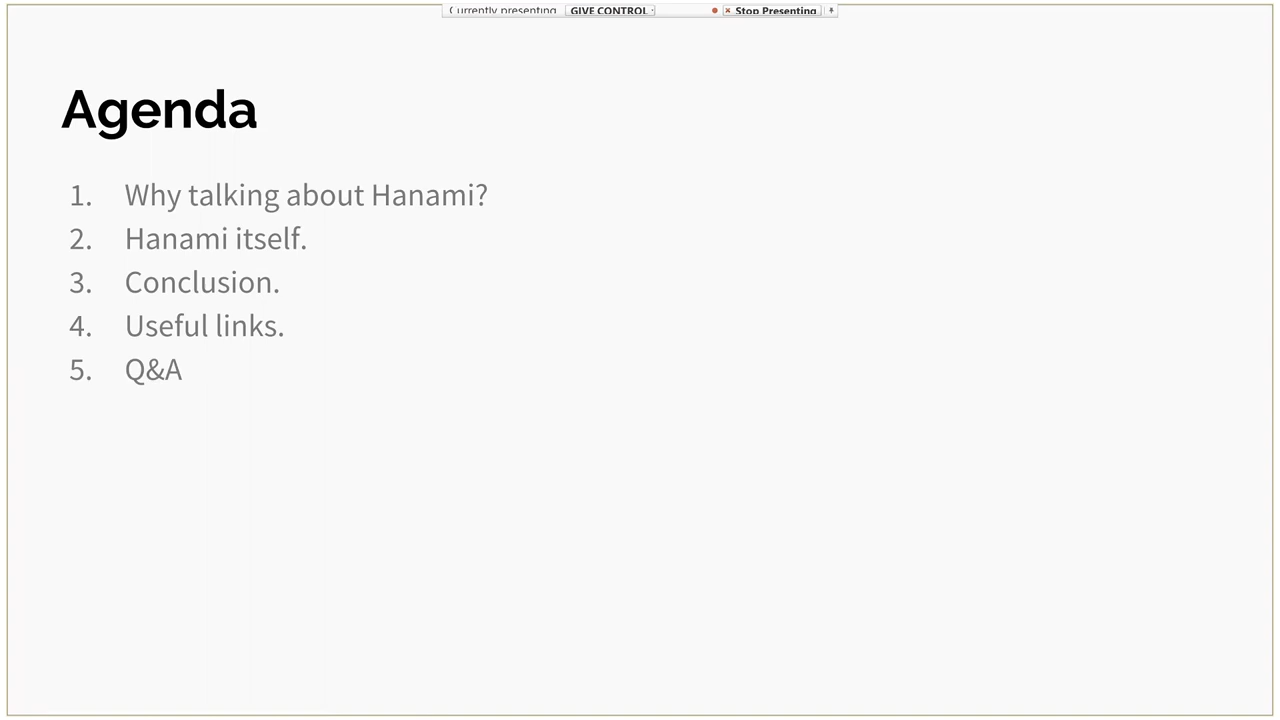 Currently presenting GIVE CONTROL Stop Presenting
Agenda
1. Why talking about Hanami?
2. Hanami itself.
3. Conclusion.
4. Useful links.
5. Q&A